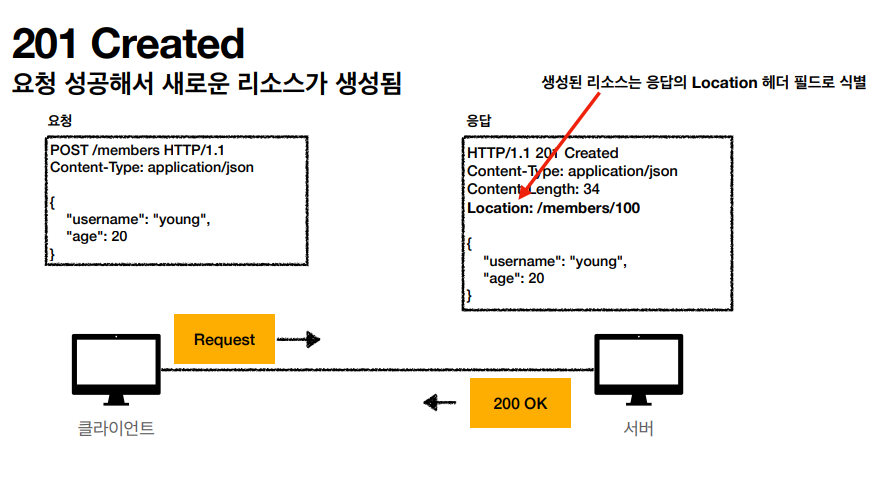 201 Created
요청 성공해서 새로운 리소스가 생성됨
생성된 리소스는 응답의 Location 헤더 필드로 식별
요청
POST /members HTTP/1.1
Content-Type: application/json
{
"username": "young",
"age": 20
}
응답
HTTP/1.1 201 Created
Content-Type: application/json
Content-Length: 34
Location: /members/100
{
"username": "young",
"age": 20
}
Request
200 OK
클라이언트
서버